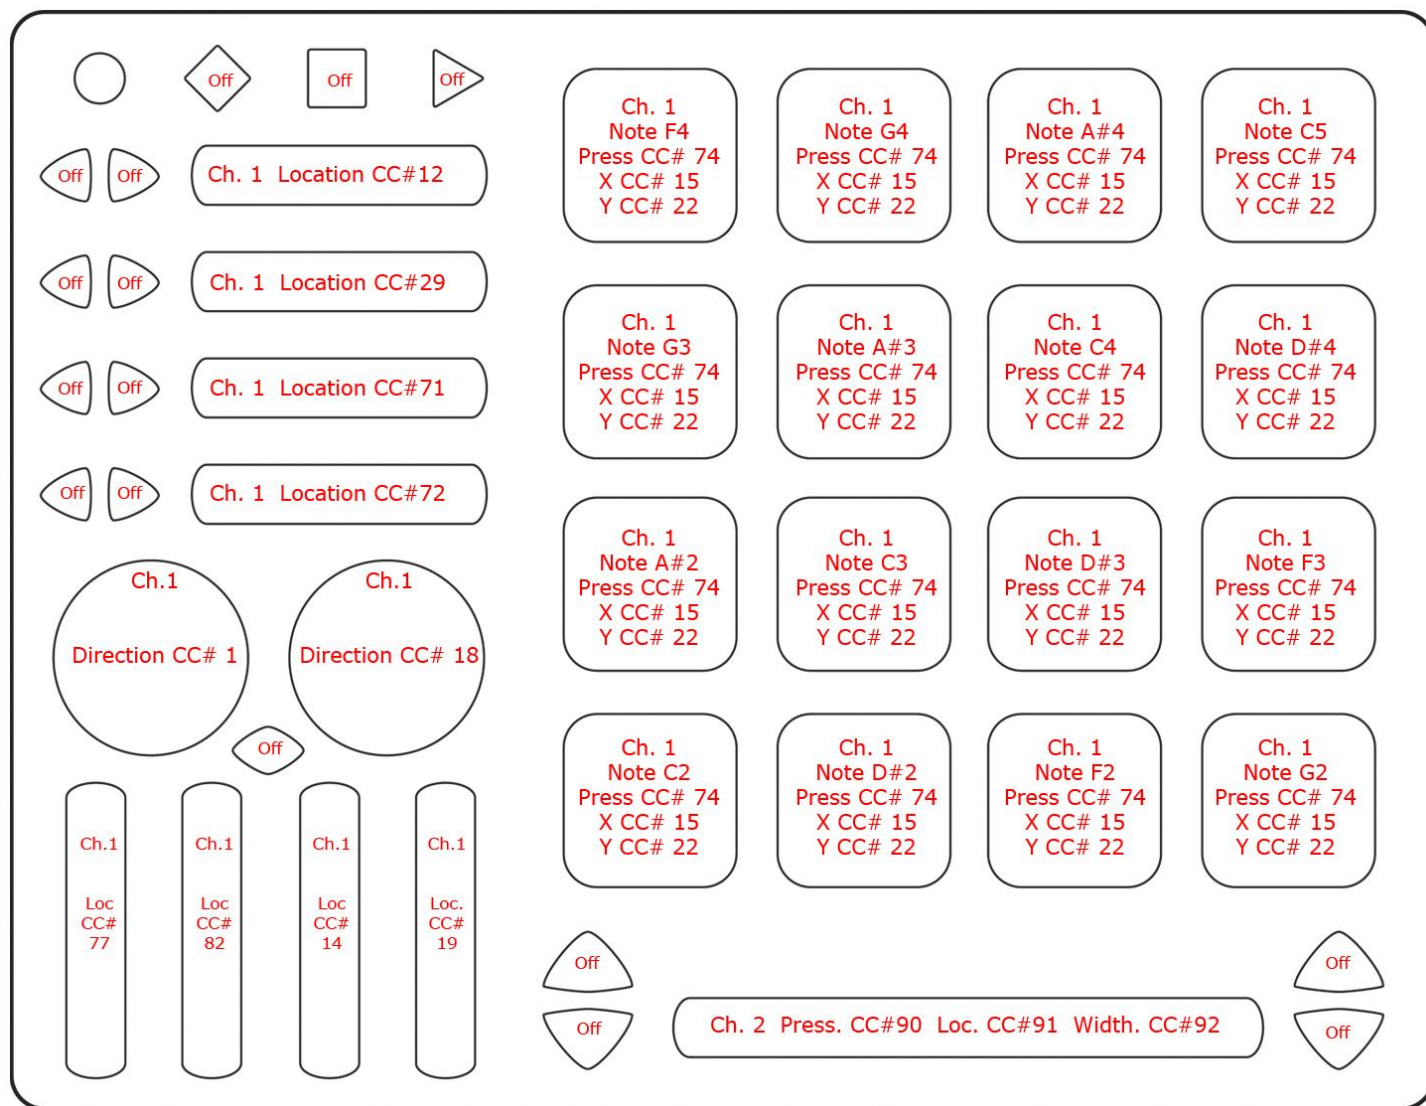 Off
Off
Off
Off
Off
Ch. 1 Location CC#12
Off
Off
Ch. 1 Location CC#29
Off
Off
Ch. 1 Location CC#71
Off
Off
Ch. 1 Location CC#72
Ch.1
Direction CC# 1
Ch.1
Direction CC# 18
Off
Ch.1
Loc
CC#
77
Ch.1
Loc
CC#
82
Ch.1
Loc
CC#
14
Ch.1
Loc.
CC#
19
Ch. 1
Note F4
Press CC# 74
X CC# 15
Y CC# 22
Ch. 1
Note G4
Press CC# 74
X CC# 15
Y CC# 22
Ch. 1
Note A#4
Press CC# 74
X CC# 15
Y CC# 22
Ch. 1
Note C5
Press CC# 74
X CC# 15
Y CC# 22
Ch. 1
Note G3
Press CC# 74
X CC# 15
Y CC# 22
Ch. 1
Note A#3
Press CC# 74
X CC# 15
Y CC# 22
Ch. 1
Note C4
Press CC# 74
X CC# 15
Y CC# 22
Ch. 1
Note D#4
Press CC# 74
X CC# 15
Y CC# 22
Ch. 1
Note A#2
Press CC# 74
X CC# 15
Y CC# 22
Ch. 1
Note C3
Press CC# 74
X CC# 15
Y CC# 22
Ch. 1
Note D#3
Press CC# 74
X CC# 15
Y CC# 22
Ch. 1
Note F3
Press CC# 74
X CC# 15
Y CC# 22
Ch. 1
Note C2
Press CC# 74
X CC# 15
Y CC# 22
Ch. 1
Note D#2
Press CC# 74
X CC# 15
Y CC# 22
Ch. 1
Note F2
Press CC# 74
X CC# 15
Y CC# 22
Ch. 1
Note G2
Press CC# 74
X CC# 15
Y CC# 22
Off
Off
Ch. 2 Press. CC#90 Loc. CC#91 Width. CC#92
Off
Off